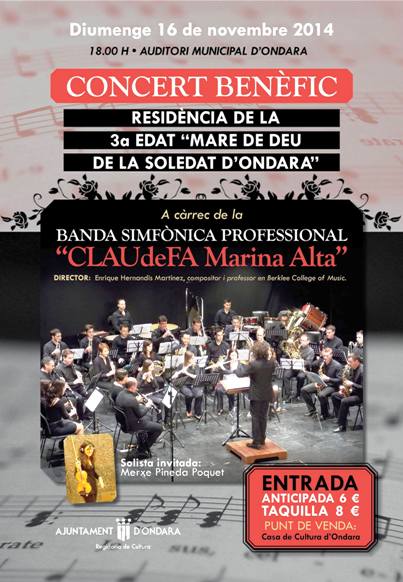 Diumenge 16 de novembre 2014
18.00 H • AUDITORI MUNICIPAL D'ONDARA
CONCERT BENÈFIC
RESIDÈNCIA DE LA
3a EDAT "MARE DE DEU
DE LA SOLEDAT D'ONDARA"
A càrrec de la
BANDA SIMFÒNICA PROFESSIONAL
"CLAUdeFA Marina Alta"
DIRECTOR: Enrique Hernandis Martínez, compositor i professor en Berklee College of Music.
Solista invitada:
Merxe Pineda Poquet
ENTRADA
ANTICIPADA 6 €
TAQUILLA 8 €
PUNT DE VENDA:
Casa de Cultura d'Ondara
AJUNTAMENT D'ONDARA
Regidoria de Cultura